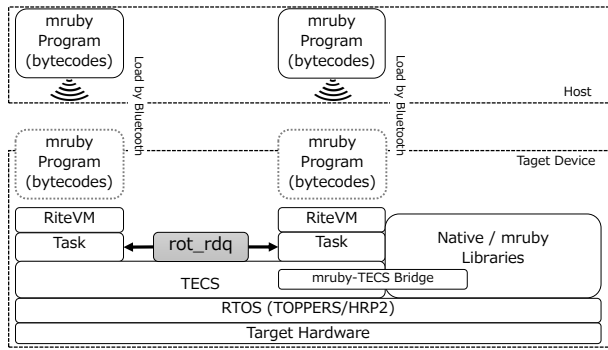 mruby
Program
(bytecodes)
mruby
Program
(bytecodes)
Load by Bluetooth
Load by Bluetooth
Host
mruby
Program
(bytecodes)
mruby
Program
(bytecodes)
Taget Device
RiteVM
RiteVM
Task
rot_rdq
Task
Native / mruby
Libraries
TECS
mruby-TECS Bridge
RTOS (TOPPERS/HRP2)
Target Hardware